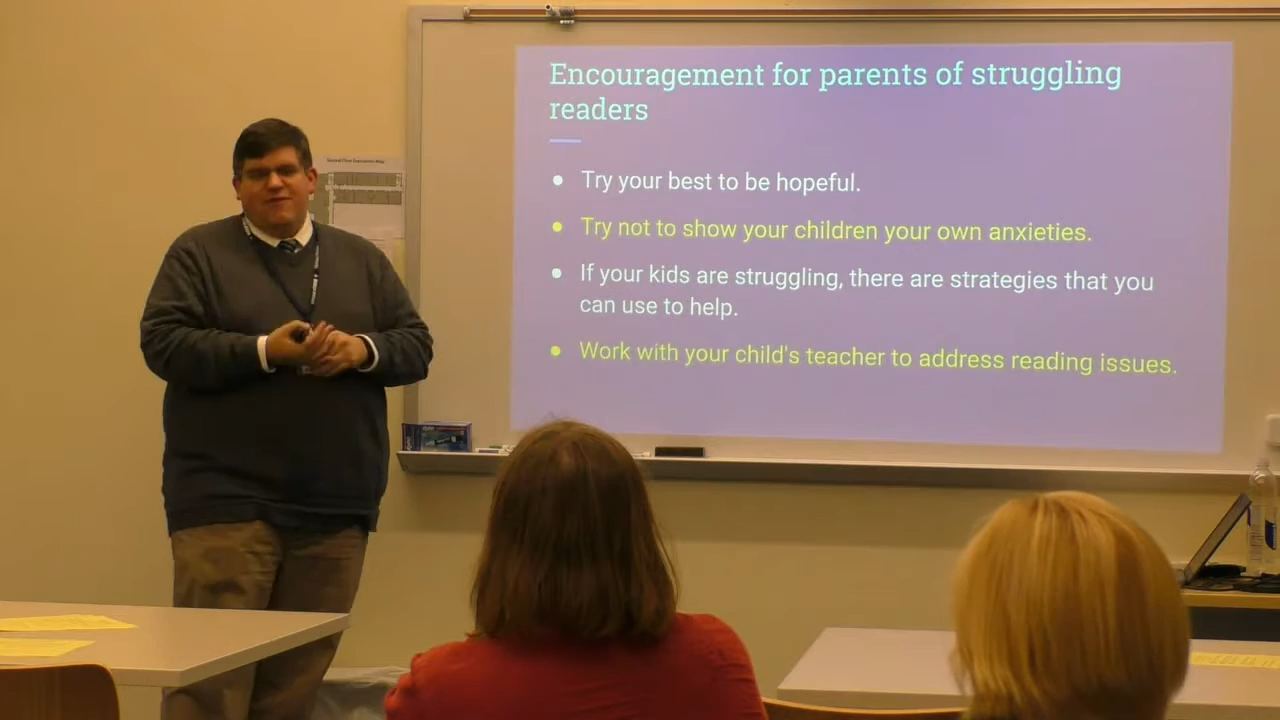 Encouragement for parents of struggling
readers
Try your best to be hopeful.
Try not to show your children your own anxieties.
If your kids are struggling, there are strategies that you
can use to help.
Work with your child's teacher to address reading issues.